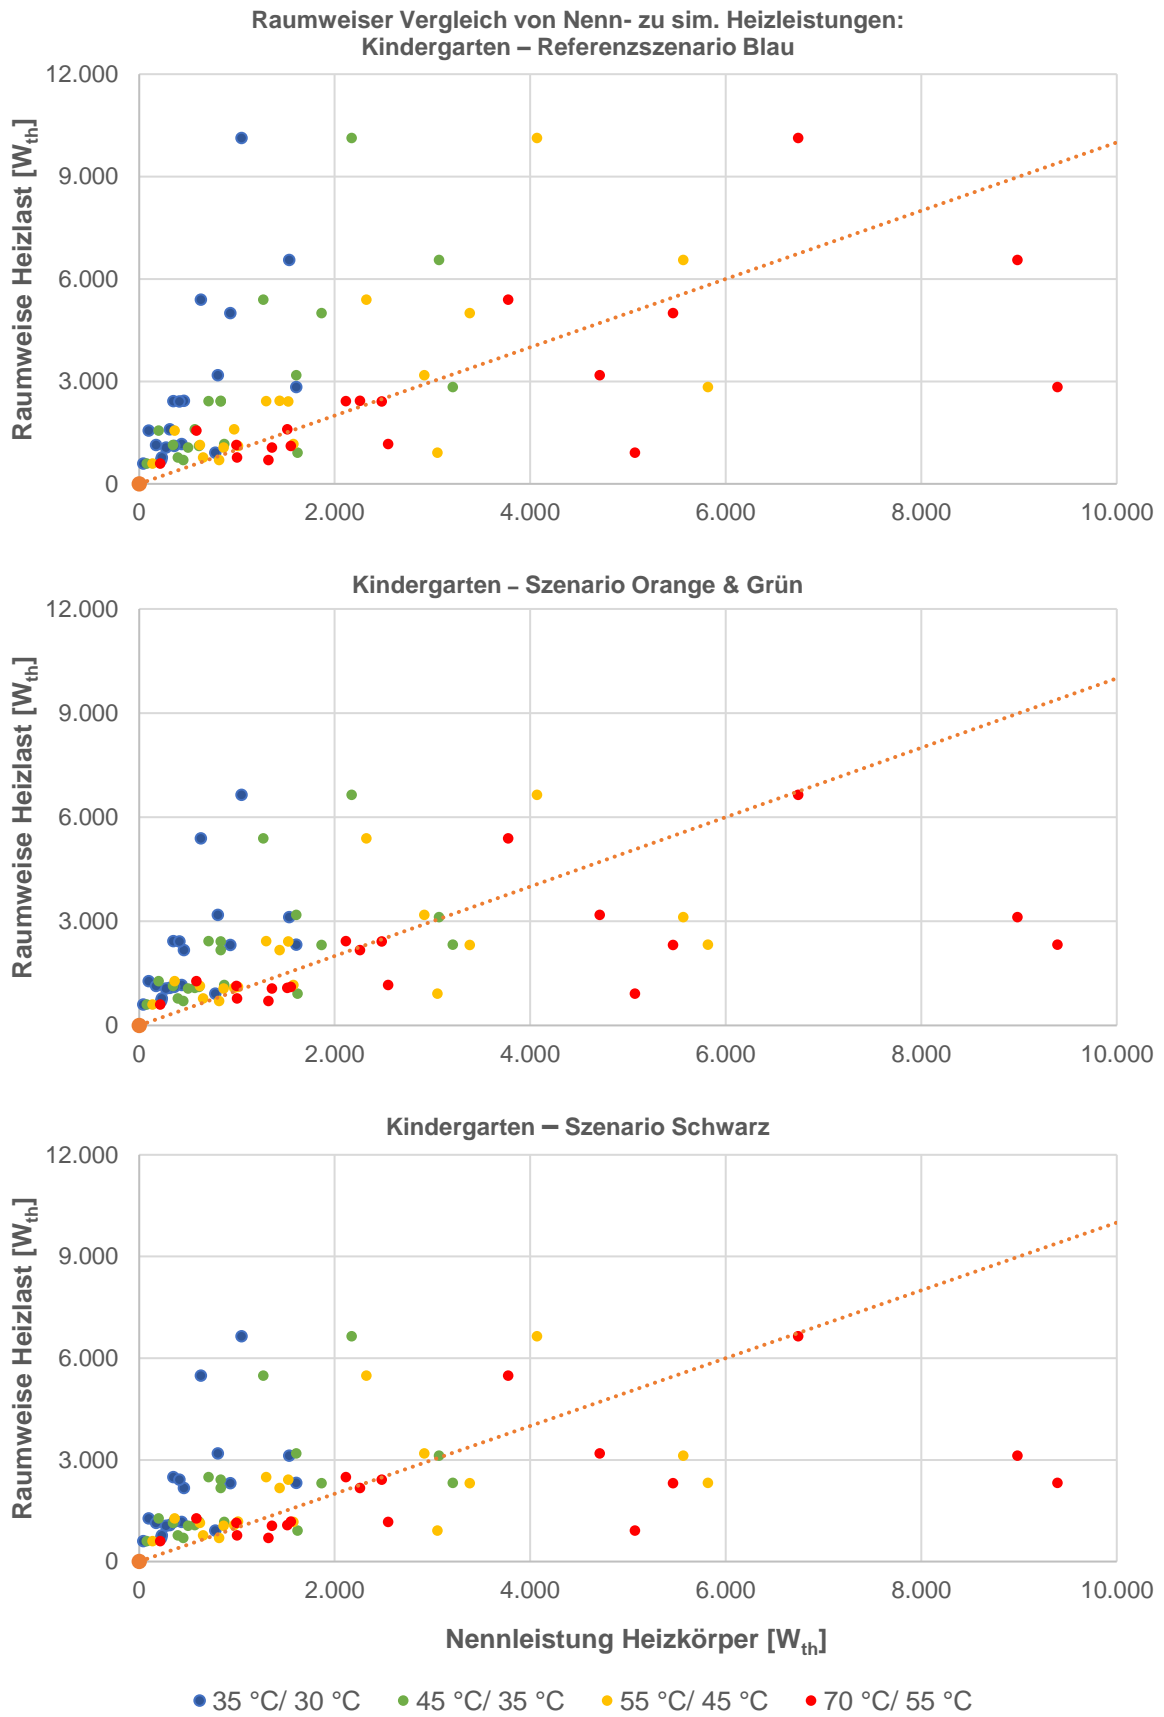 Raumweiser Vergleich von Nenn- zu sim. Heizleistungen:
Kindergarten – Referenzszenario Blau
Raumweise Heizlast [Wth]
12.000
9.000
6.000
3.000
0
0 2.000 4.000 6.000 8.000 10.000
Kindergarten – Szenario Orange & Grün
Raumweise Heizlast [Wth]
12.000
9.000
6.000
3.000
0
0 2.000 4.000 6.000 8.000 10.000
Kindergarten – Szenario Schwarz
Raumweise Heizlast [Wth]
12.000
9.000
6.000
3.000
0
0 2.000 4.000 6.000 8.000 10.000
Nennleistung Heizkörper [Wth]
35 °C/ 30 °C 45 °C/ 35 °C 55 °C/ 45 °C 70 °C/ 55 °C